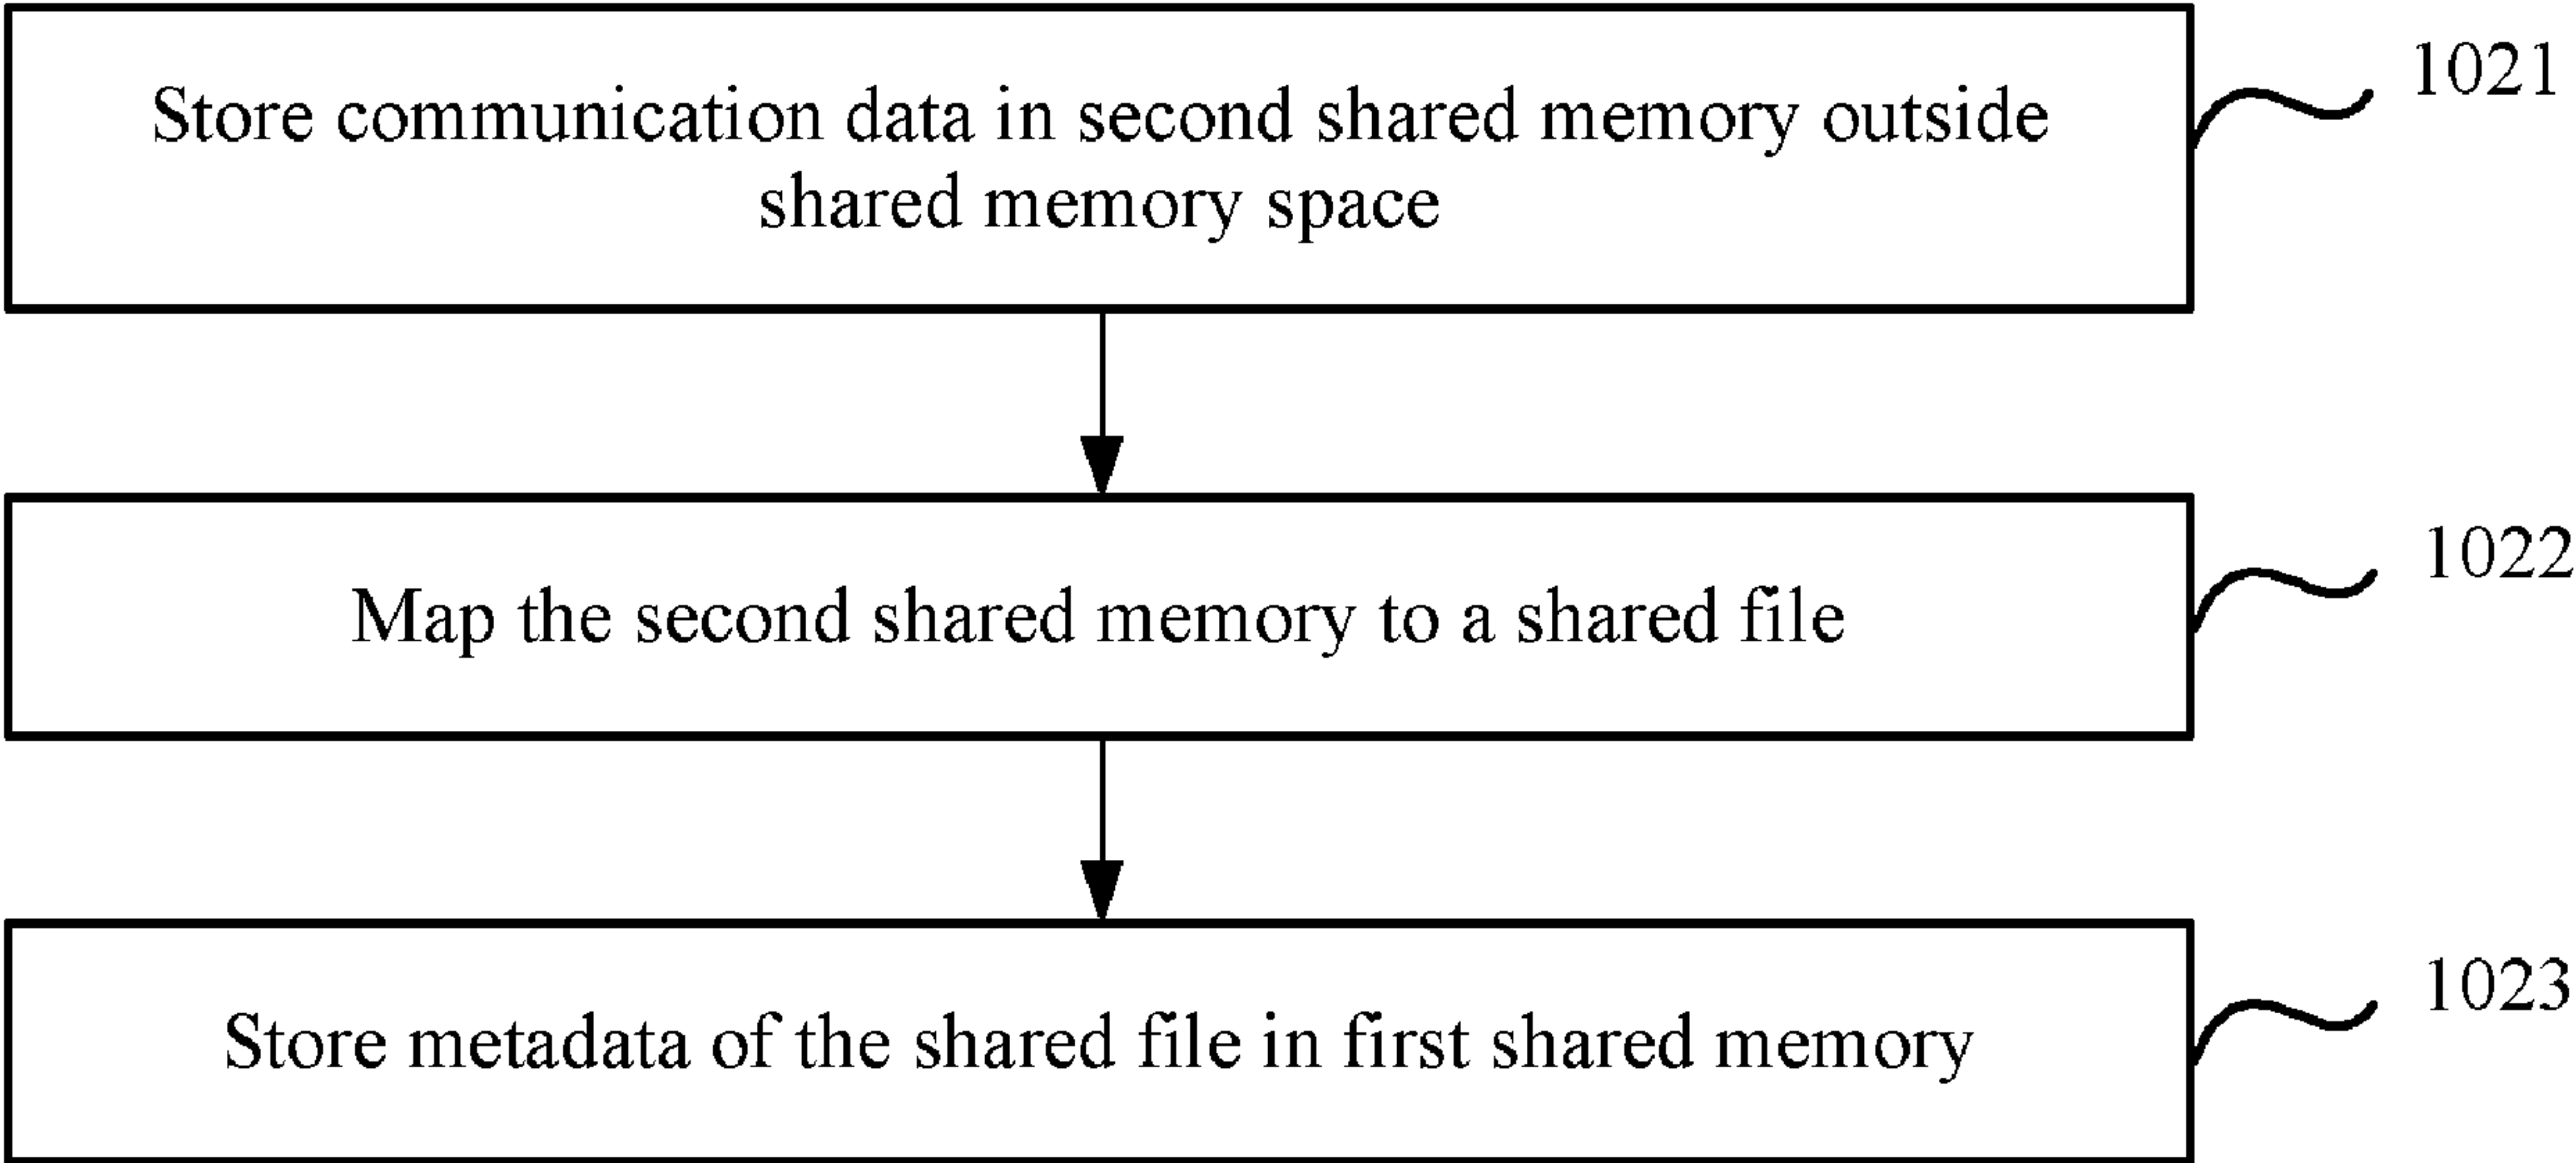 Store communication data in second shared memory outside
shared memory space
1021
Map the second shared memory to a shared file
1022
Store metadata of the shared file in first shared memory
1023